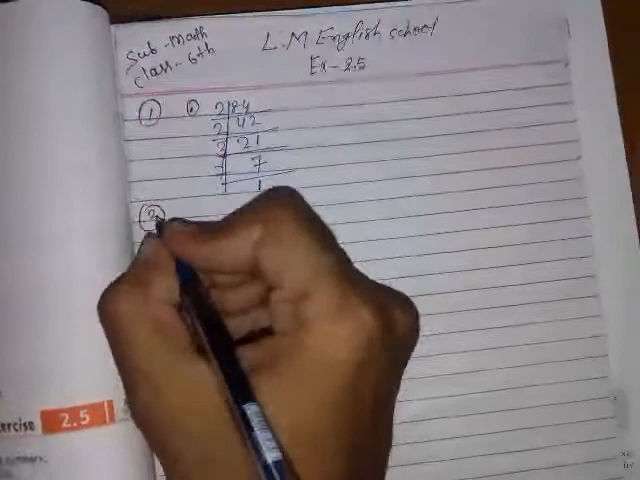 Sub - Math
Class - 6th
L.M English school
Ex - 2.5
1
2 84
2 42
3 21
7 7
1
2
ercise 2.5